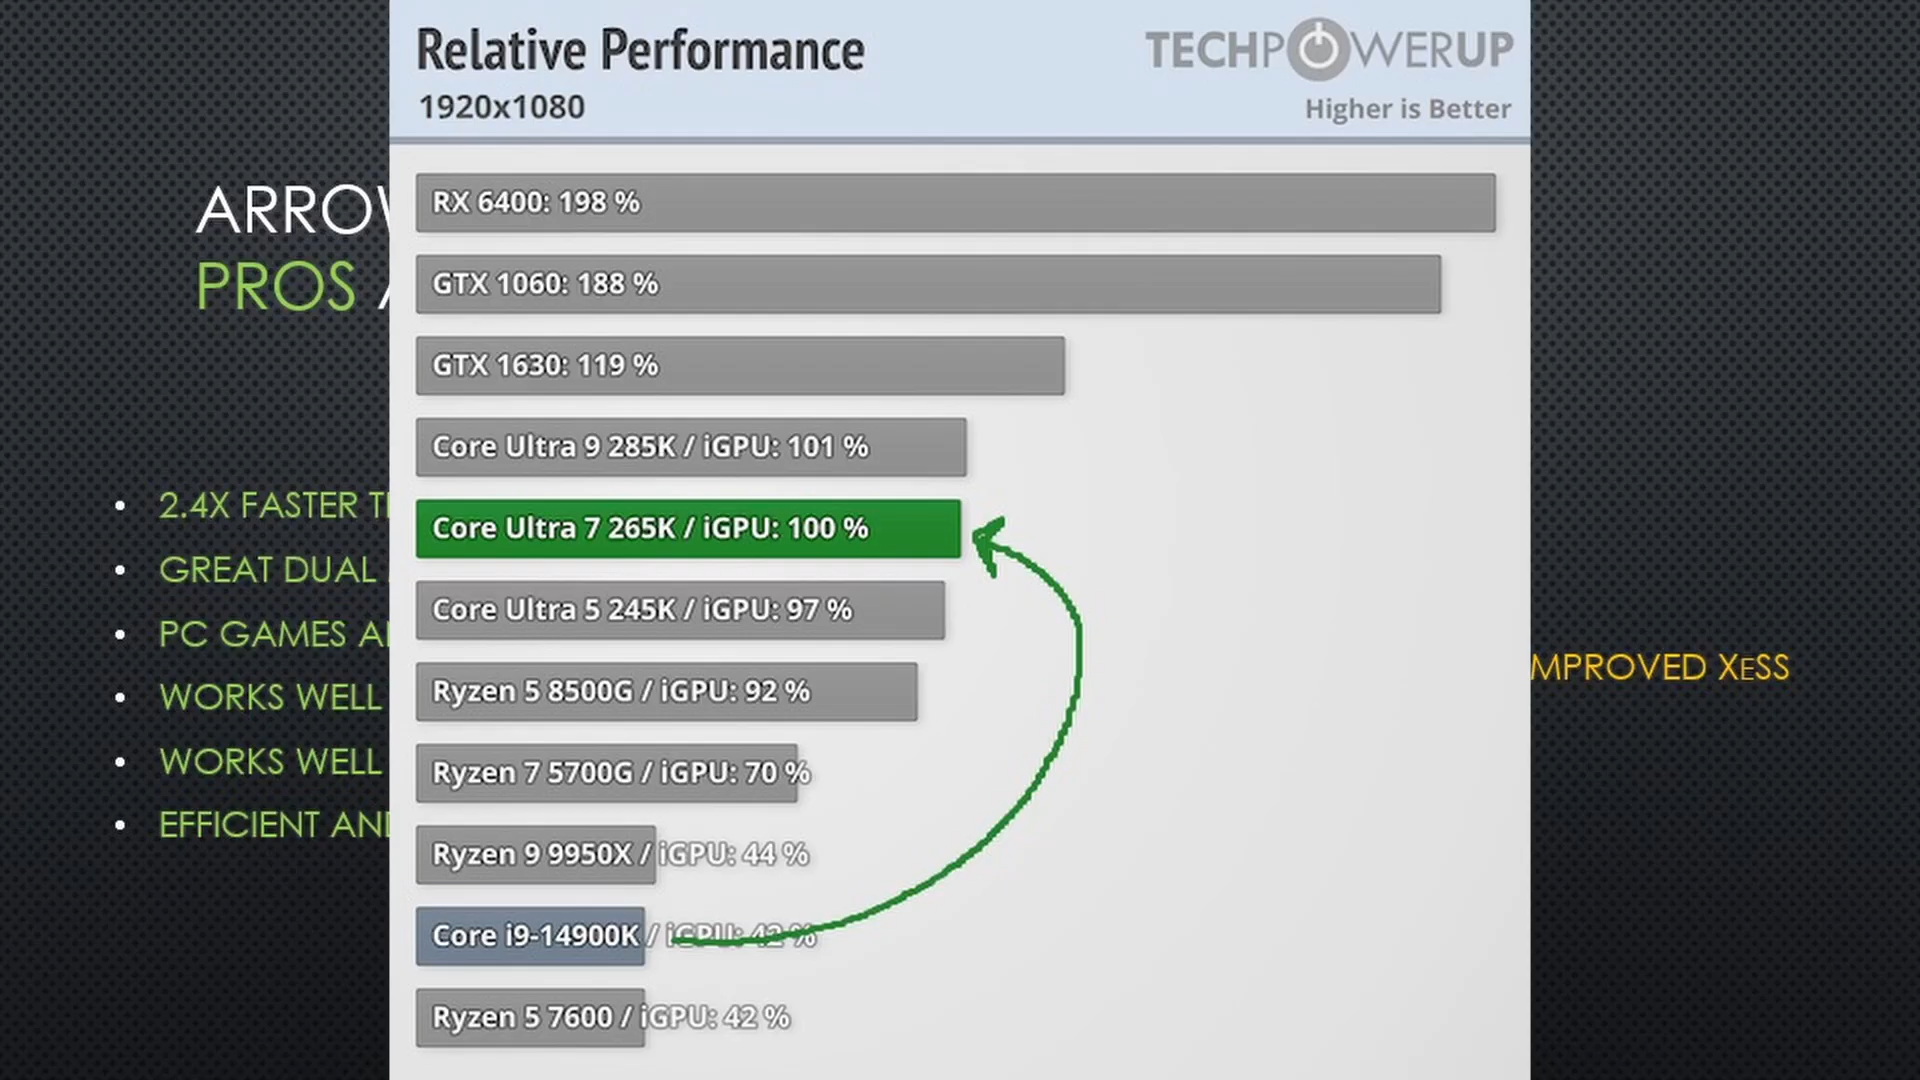 Relative Performance
TECHPOWERUP
1920x1080
Higher is Better
RX 6400: 198 %
GTX 1060: 188 %
GTX 1630: 119 %
Core Ultra 9 285K / iGPU: 101 %
Core Ultra 7 265K / iGPU: 100 %
Core Ultra 5 245K / iGPU: 97 %
Ryzen 5 8500G / iGPU: 92 %
Ryzen 7 5700G / iGPU: 70 %
Ryzen 9 9950X / iGPU: 44 %
Core i9-14900K / iGPU: 42 %
Ryzen 5 7600 / iGPU: 42 %
PROS
• 2.4X FASTER
• GREAT DUAL
• PC GAMES
• WORKS WELL
• WORKS WELL
• EFFICIENT
MPROVED XeSS